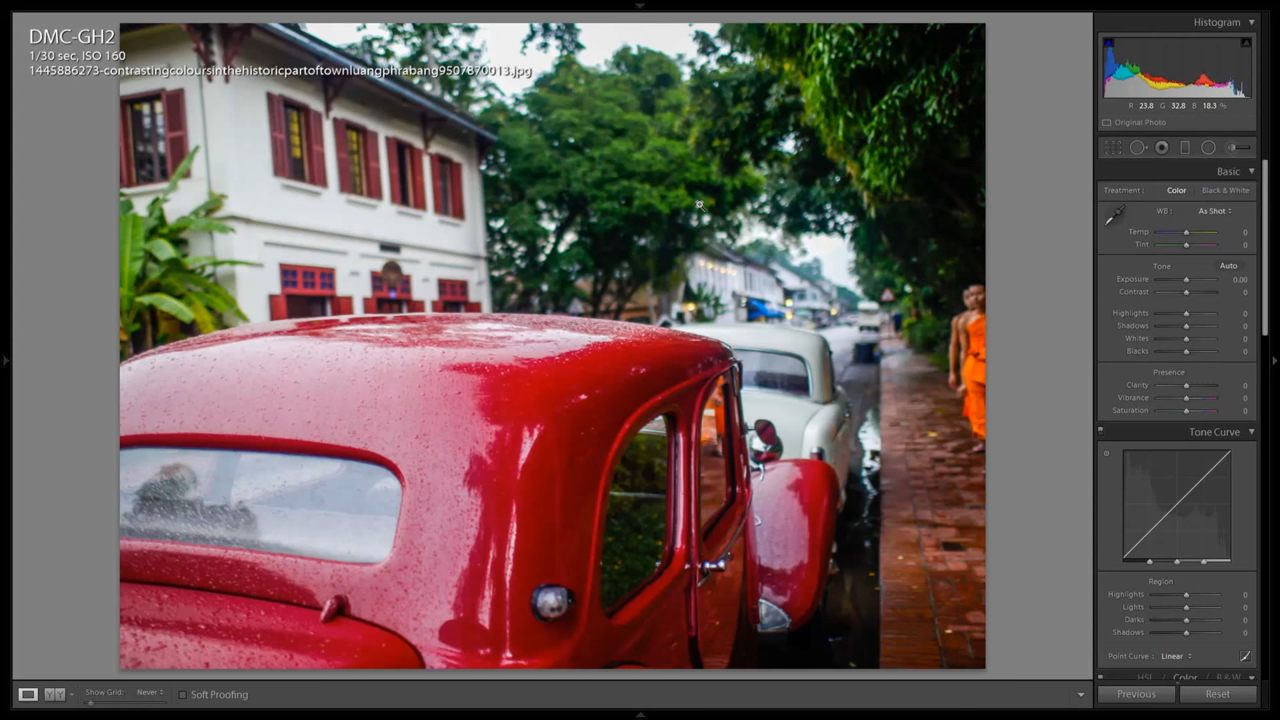 DMC-GH2
1/30 sec, ISO 160
1445886273-contrastingcoloursinthehistoricpartoftownluangphrabang9507870013.jpg
Histogram
R 23.8 G 32.8 B 18.3 %
Original Photo
Basic
Treatment : Color Black & White
WB : As Shot
Temp 0
Tint 0
Tone Auto
Exposure 0.00
Contrast 0
Highlights 0
Shadows 0
Whites 0
Blacks 0
Presence
Clarity 0
Vibrance 0
Saturation 0
Tone Curve
Region
Highlights 0
Lights 0
Darks 0
Shadows 0
Point Curve : Linear
HSL / Color / B & W
Show Grid: Never Soft Proofing
Previous Reset